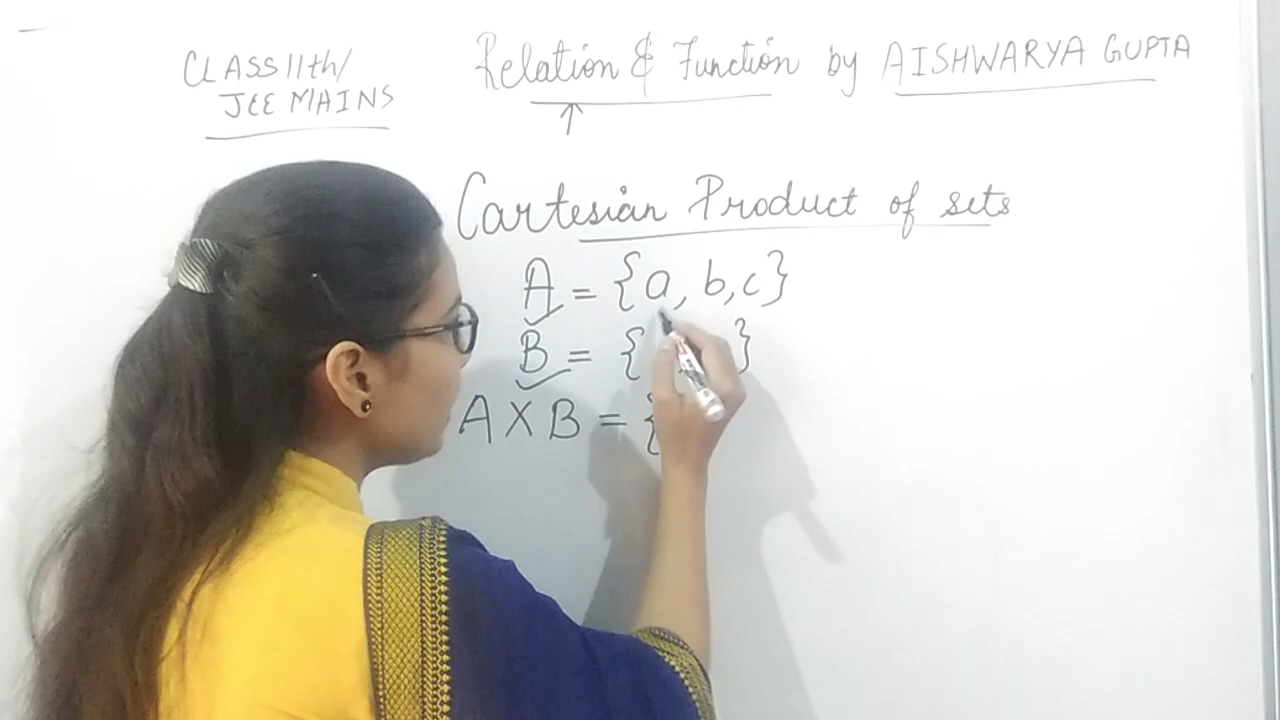 CLASS 11th/
JEE MAINS
Relation & Function by AISHWARYA GUPTA
Cartesian Product of sets
A = {a, b, c}
B = { }
A X B = {